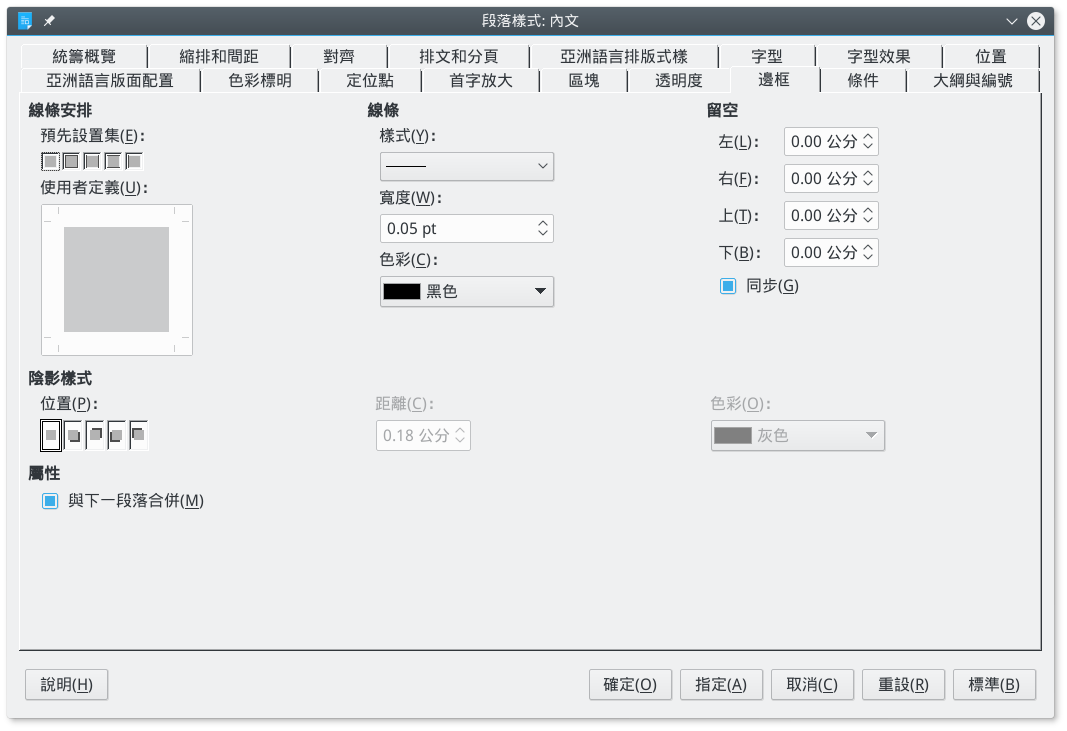 段落樣式: 內文
統籌概覽 縮排和間距 對齊 排文和分頁 亞洲語言排版式樣 字型 字型效果 位置
亞洲語言版面配置 色彩標明 定位點 首字放大 區塊 透明度 邊框 條件 大綱與編號
線條安排 線條 留空
預先設置集(E): 樣式(Y):
左(L): 0.00 公分
使用者定義(U): 寬度(W):
右(F): 0.00 公分
0.05 pt
上(T): 0.00 公分
色彩(C):
下(B): 0.00 公分
黑色
同步(G)
陰影樣式
位置(P): 距離(C): 色彩(O):
0.18 公分 灰色
屬性
與下一段落合併(M)
說明(H) 確定(O) 指定(A) 取消(C) 重設(R) 標準(B)